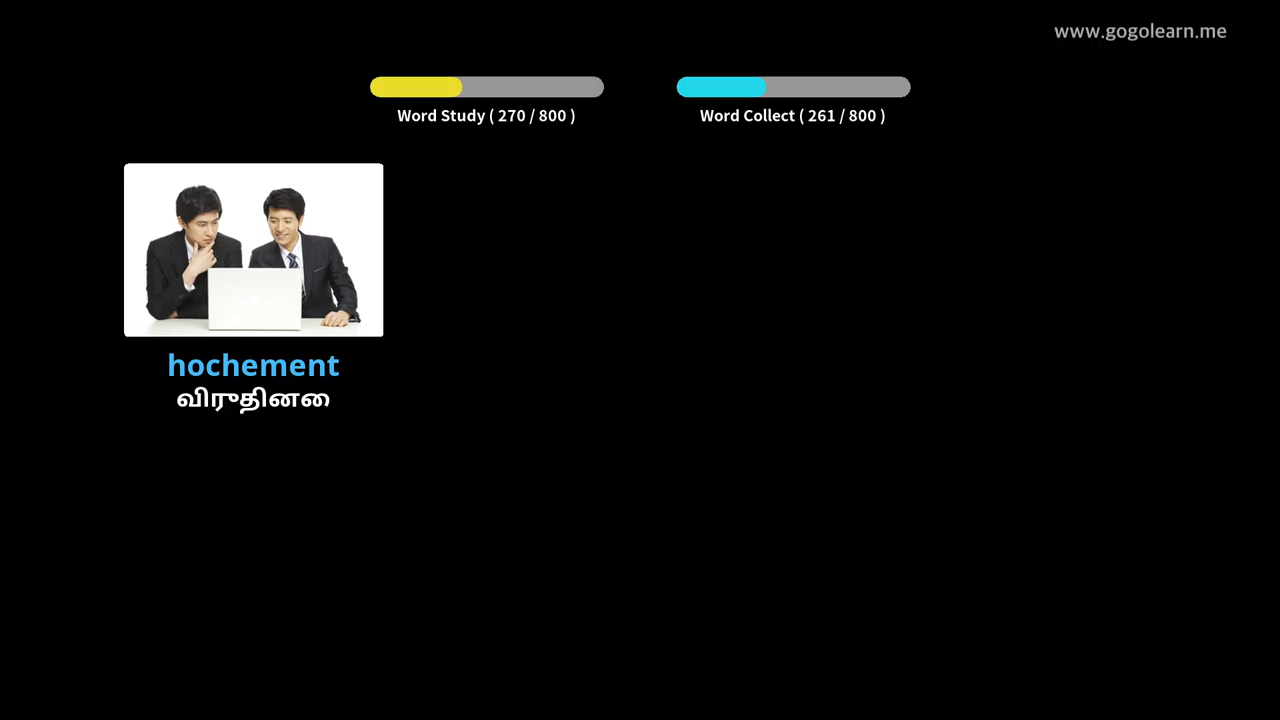 www.gogolearn.me
Word Study ( 270 / 800 )
Word Collect ( 261 / 800 )
hochement
விருதினை